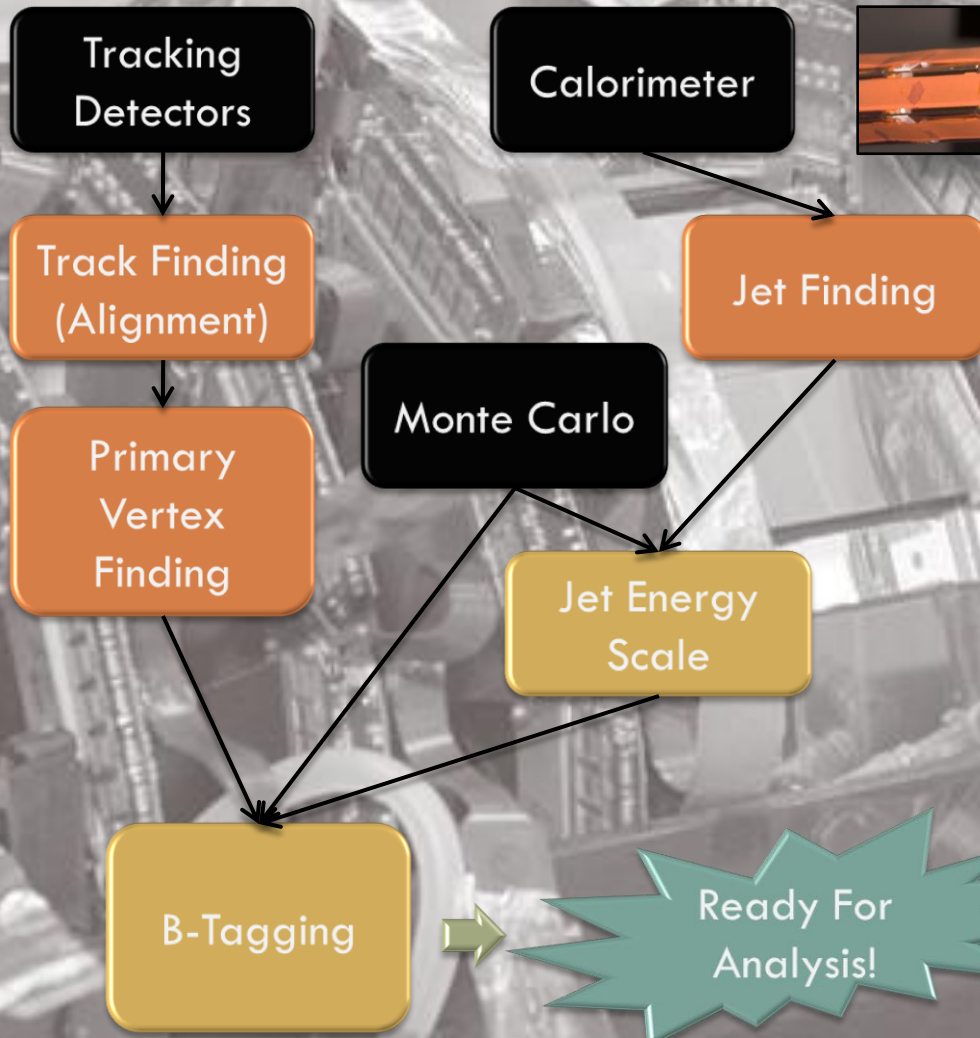 Tracking
Detectors
Calorimeter
Track Finding
(Alignment)
Jet Finding
Monte Carlo
Primary
Vertex
Finding
Jet Energy
Scale
B-Tagging
Ready For
Analysis!